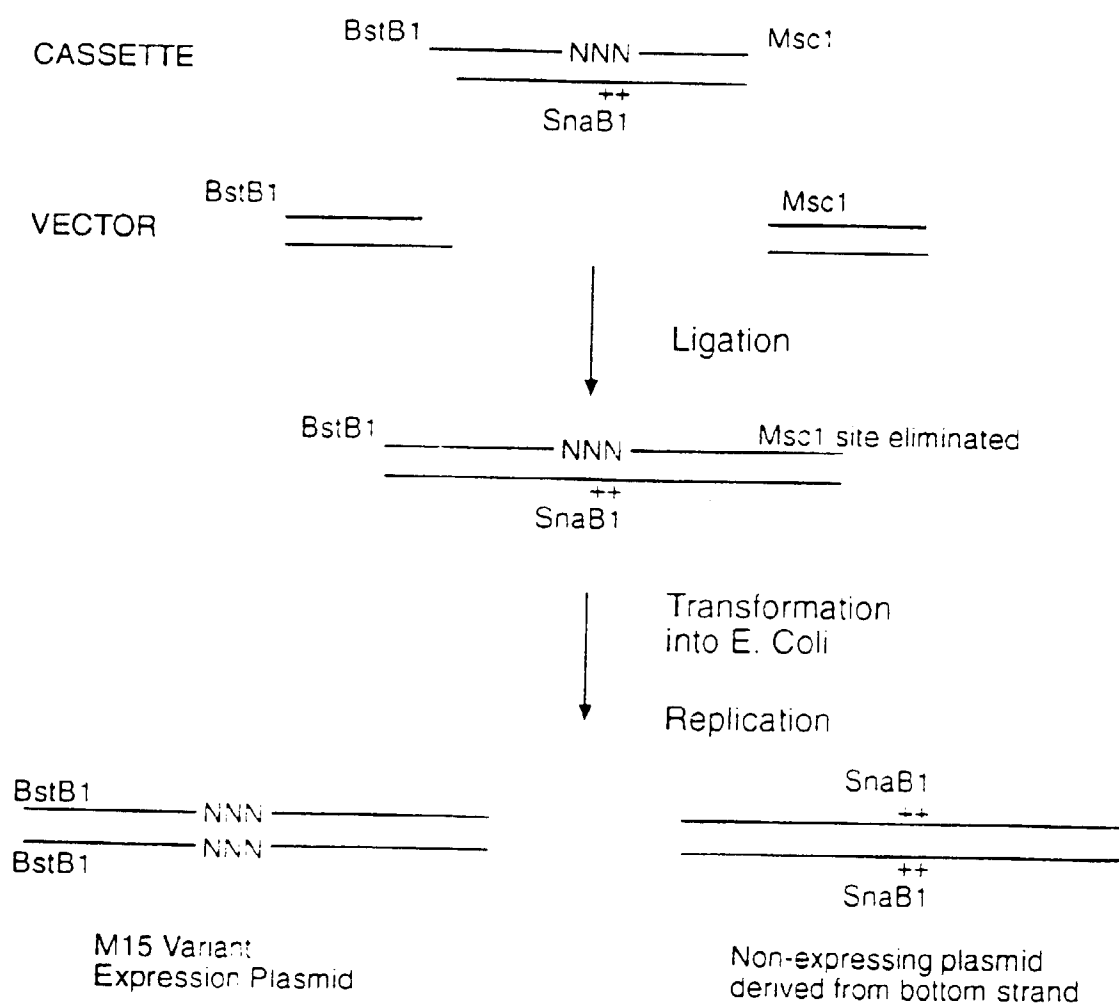 BstB1
Msc1
CASSETTE
NNN
++
SnaB1
BstB1
Msc1
VECTOR
Ligation
BstB1
NNN
Msc1 site eliminated
++
SnaB1
Transformation
into E. Coli
Replication
BstB1
NNN
SnaB1
++
NNN
BstB1
++
SnaB1
M15 Variant
Expression Plasmid
Non-expressing plasmid
derived from bottom strand